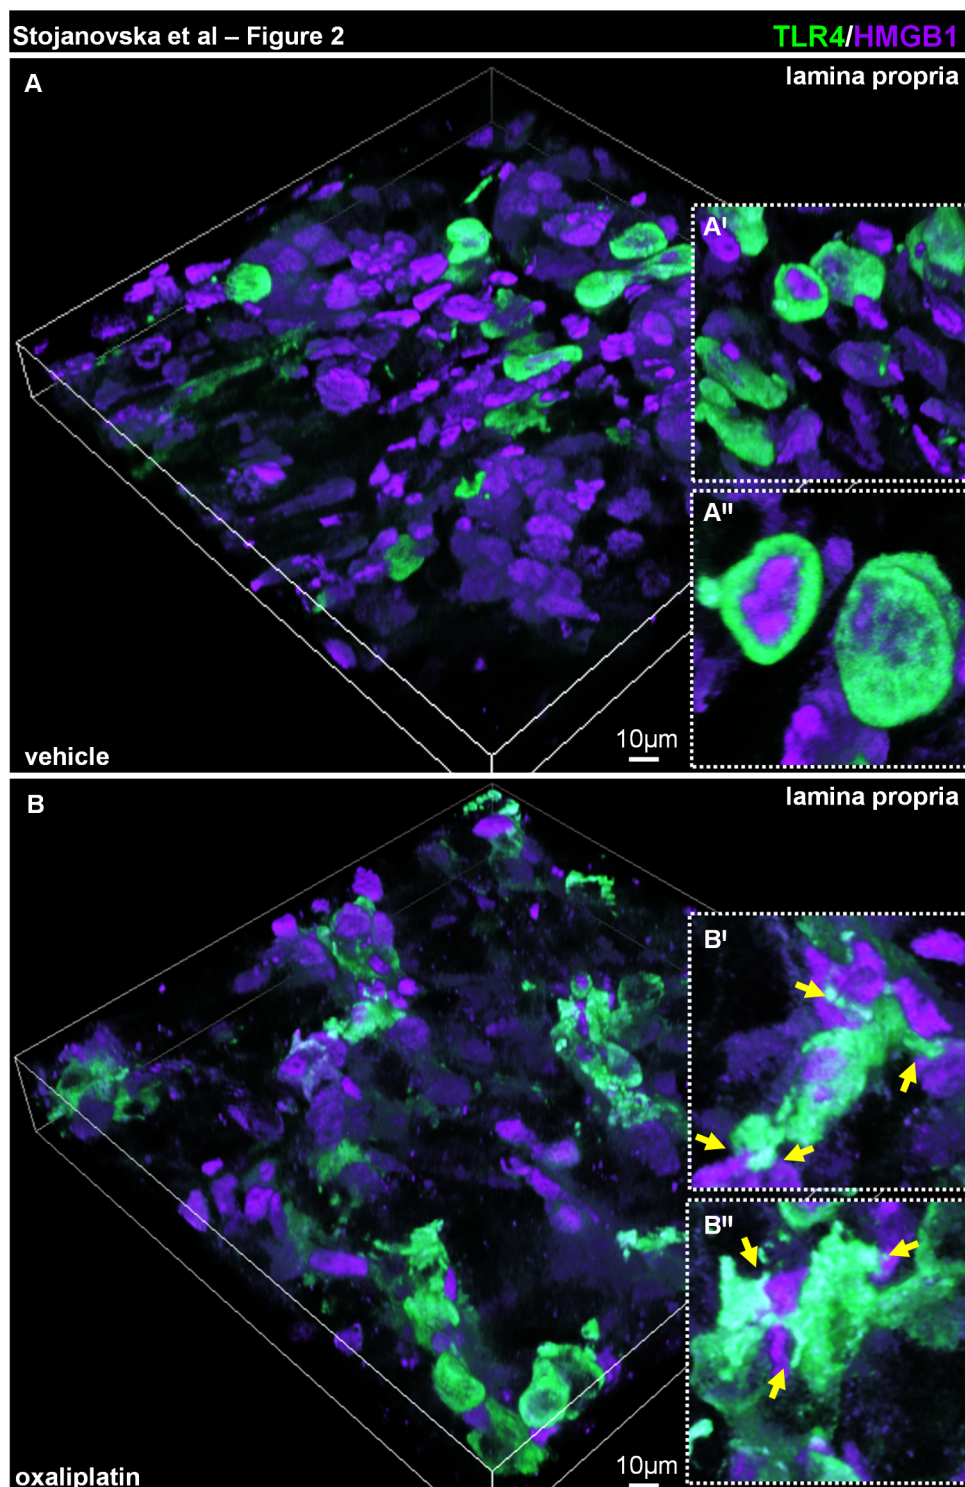 Stojanovska et al – Figure 2
TLR4/HMGB1
A
lamina propria
A'
A"
10µm
vehicle
B
lamina propria
B'
B"
10µm
oxaliplatin